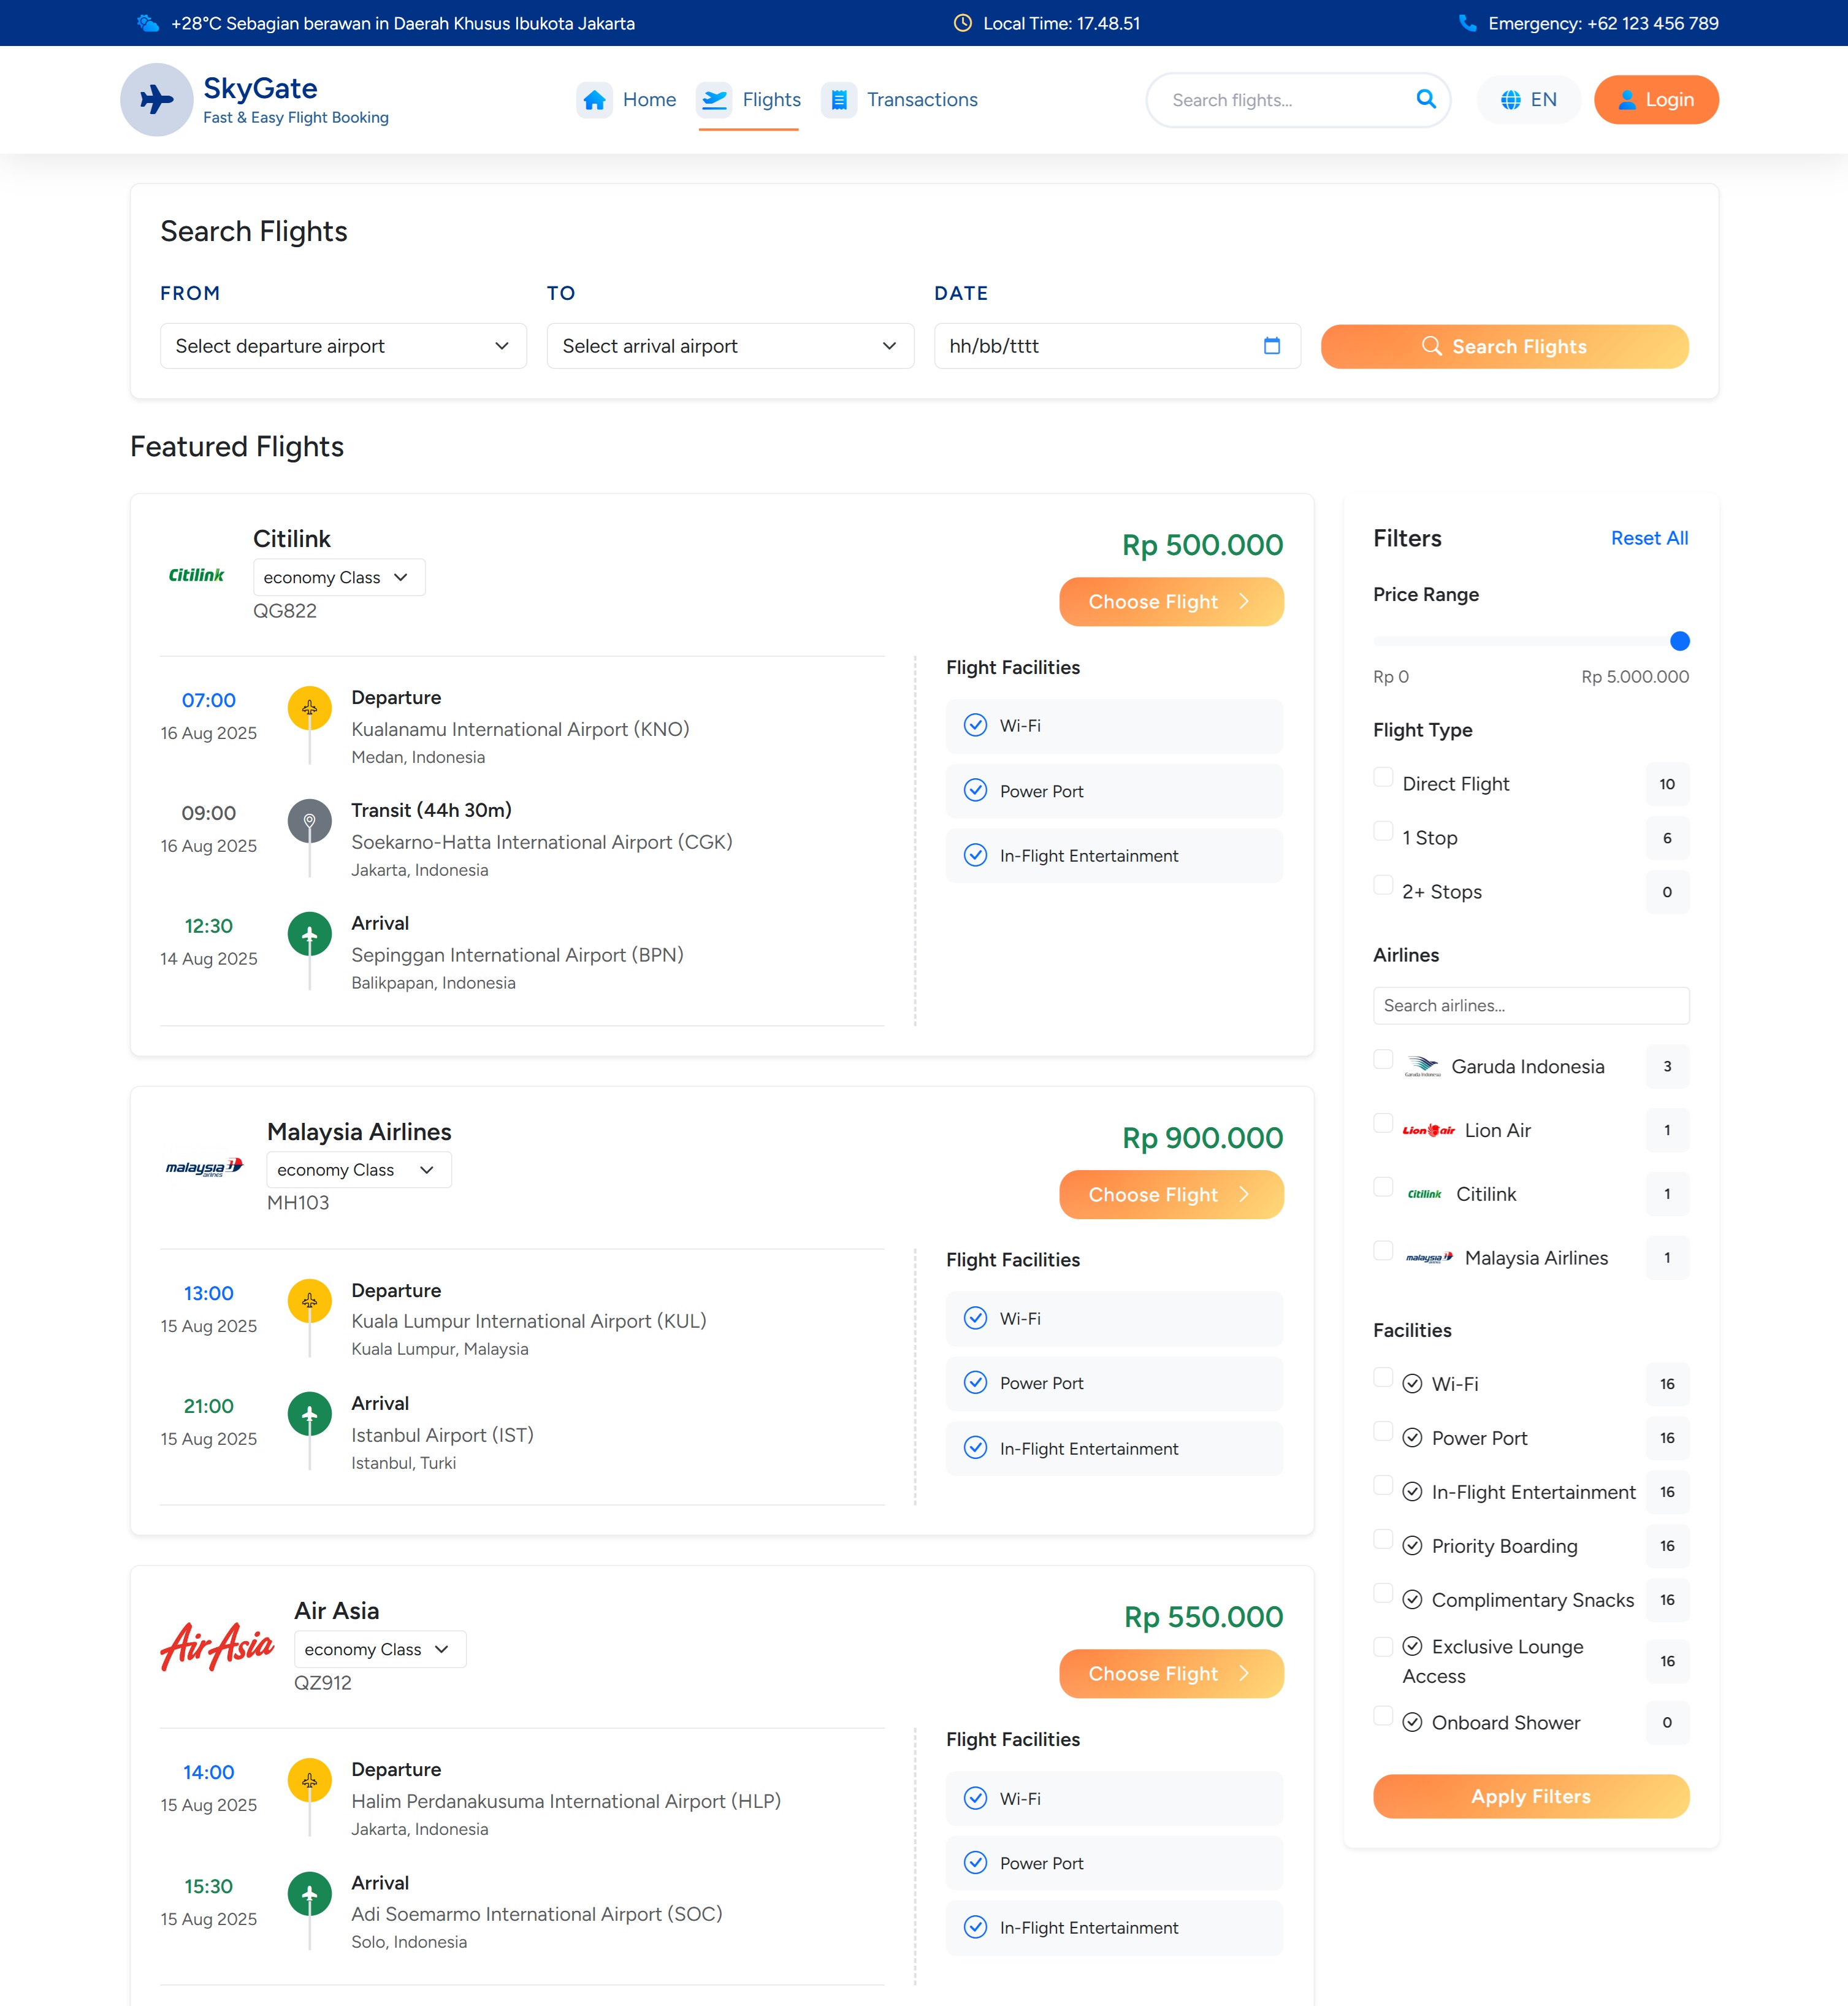 +28°C Sebagian berawan in Daerah Khusus Ibukota Jakarta
Local Time: 17.48.51
Emergency: +62 123 456 789
SkyGate
Fast & Easy Flight Booking
Home
Flights
Transactions
Search flights...
EN
Login
Search Flights
FROM
TO
DATE
Select departure airport
Select arrival airport
hh/bb/tttt
Search Flights
Featured Flights
Citilink
Citilink
economy Class
QG822
Rp 500.000
Choose Flight
07:00
16 Aug 2025
Departure
Kualanamu International Airport (KNO)
Medan, Indonesia
09:00
16 Aug 2025
Transit (44h 30m)
Soekarno-Hatta International Airport (CGK)
Jakarta, Indonesia
12:30
14 Aug 2025
Arrival
Sepinggan International Airport (BPN)
Balikpapan, Indonesia
Flight Facilities
Wi-Fi
Power Port
In-Flight Entertainment
malaysia
airlines
Malaysia Airlines
economy Class
MH103
Rp 900.000
Choose Flight
13:00
15 Aug 2025
Departure
Kuala Lumpur International Airport (KUL)
Kuala Lumpur, Malaysia
21:00
15 Aug 2025
Arrival
Istanbul Airport (IST)
Istanbul, Turki
Flight Facilities
Wi-Fi
Power Port
In-Flight Entertainment
AirAsia
Air Asia
economy Class
QZ912
Rp 550.000
Choose Flight
14:00
15 Aug 2025
Departure
Halim Perdanakusuma International Airport (HLP)
Jakarta, Indonesia
15:30
15 Aug 2025
Arrival
Adi Soemarmo International Airport (SOC)
Solo, Indonesia
Flight Facilities
Wi-Fi
Power Port
In-Flight Entertainment
Filters
Reset All
Price Range
Rp 0
Rp 5.000.000
Flight Type
Direct Flight 10
1 Stop 6
2+ Stops 0
Airlines
Search airlines...
Garuda Indonesia Garuda Indonesia 3
Lion air Lion Air 1
Citilink Citilink 1
malaysia Malaysia Airlines 1
Facilities
Wi-Fi 16
Power Port 16
In-Flight Entertainment 16
Priority Boarding 16
Complimentary Snacks 16
Exclusive Lounge
Access 16
Onboard Shower 0
Apply Filters